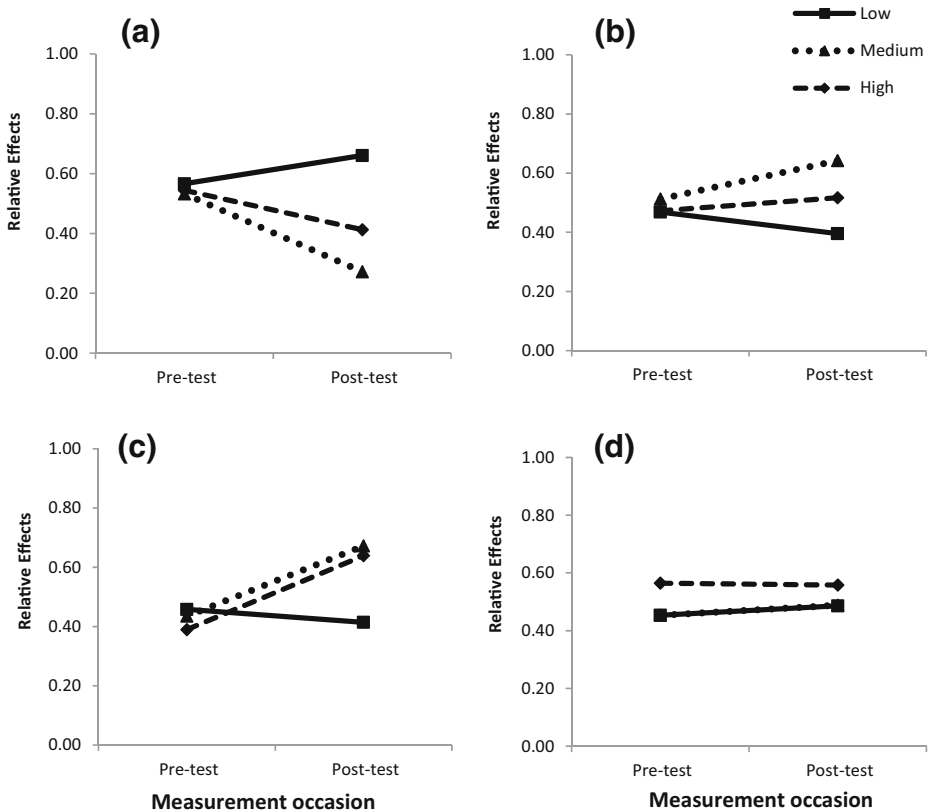 (a)
1.00
0.80
0.60
0.40
0.20
0.00
Relative Effects
Pre-test Post-test
(b)
Low
Medium
High
1.00
0.80
0.60
0.40
0.20
0.00
Relative Effects
Pre-test Post-test
(c)
1.00
0.80
0.60
0.40
0.20
0.00
Relative Effects
Pre-test Post-test
Measurement occasion
(d)
1.00
0.80
0.60
0.40
0.20
0.00
Relative Effects
Pre-test Post-test
Measurement occasion